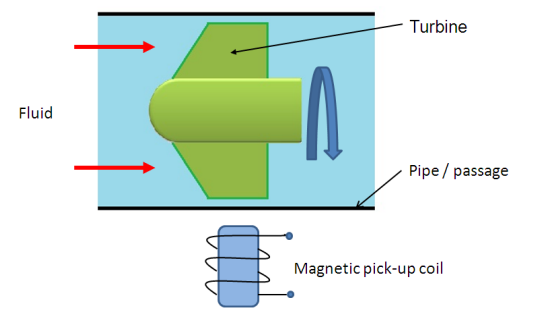 Turbine
Fluid
Pipe / passage
Magnetic pick-up coil